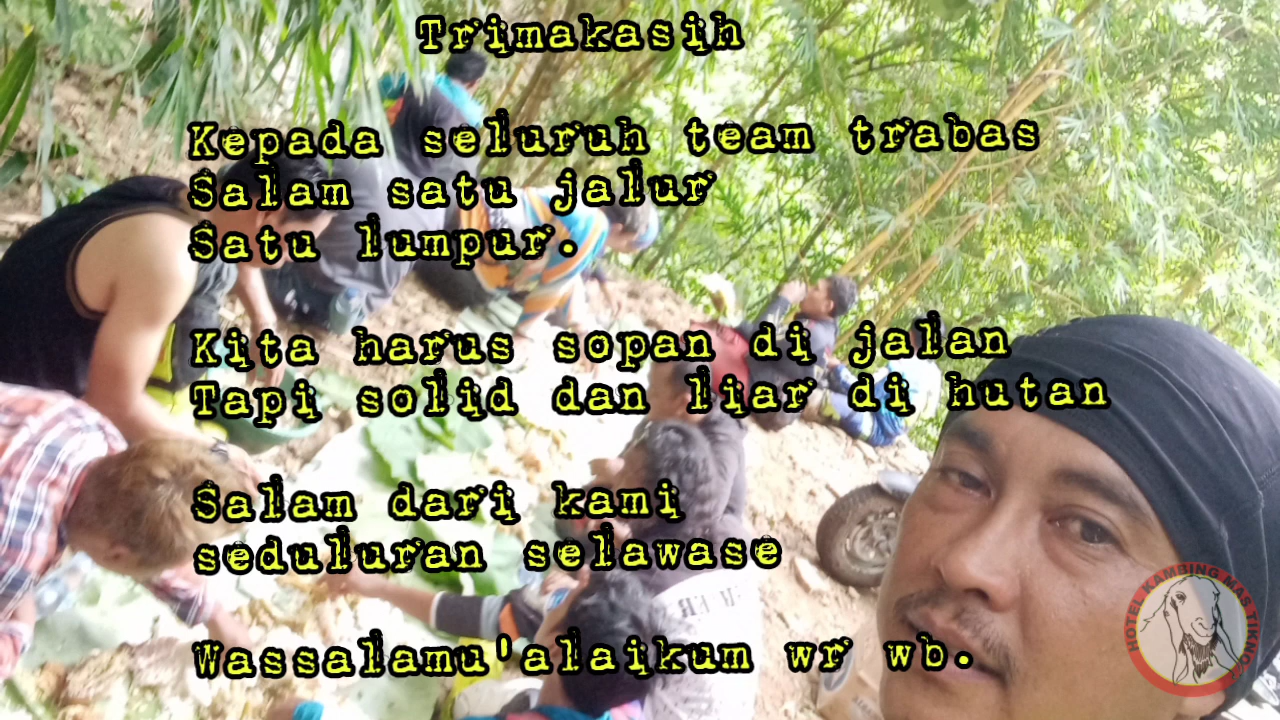 Trimakasih
Kepada seluruh team trabas
Salam satu jalur
Satu lumpur.
Kita harus sopan di jalan
Tapi solid dan liar di hutan
Salam dari kami
seduluran selawase
Wassalamu'alaikum wr wb.
HOTEL KAMBING MAS TIKNO